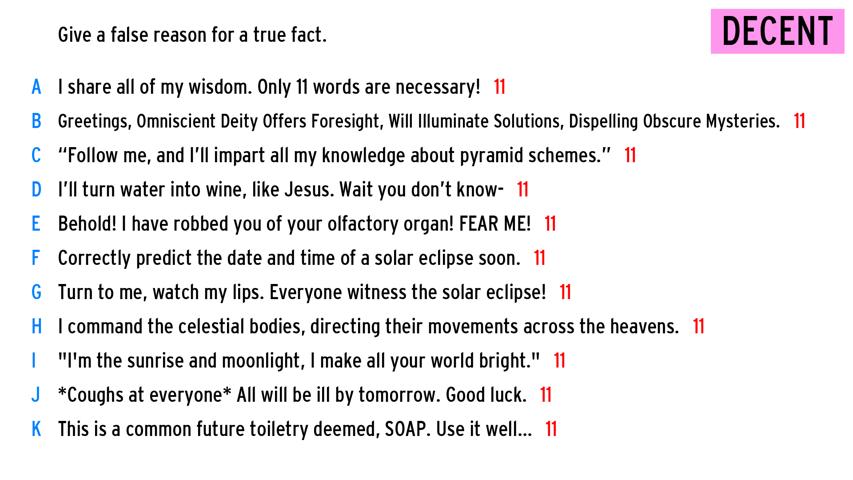 Give a false reason for a true fact.
DECENT
A I share all of my wisdom. Only 11 words are necessary! 11
B Greetings, Omniscient Deity Offers Foresight, Will Illuminate Solutions, Dispelling Obscure Mysteries. 11
C “Follow me, and I’ll impart all my knowledge about pyramid schemes.” 11
D I’ll turn water into wine, like Jesus. Wait you don’t know- 11
E Behold! I have robbed you of your olfactory organ! FEAR ME! 11
F Correctly predict the date and time of a solar eclipse soon. 11
G Turn to me, watch my lips. Everyone witness the solar eclipse! 11
H I command the celestial bodies, directing their movements across the heavens. 11
I "I'm the sunrise and moonlight, I make all your world bright." 11
J *Coughs at everyone* All will be ill by tomorrow. Good luck. 11
K This is a common future toiletry deemed, SOAP. Use it well... 11